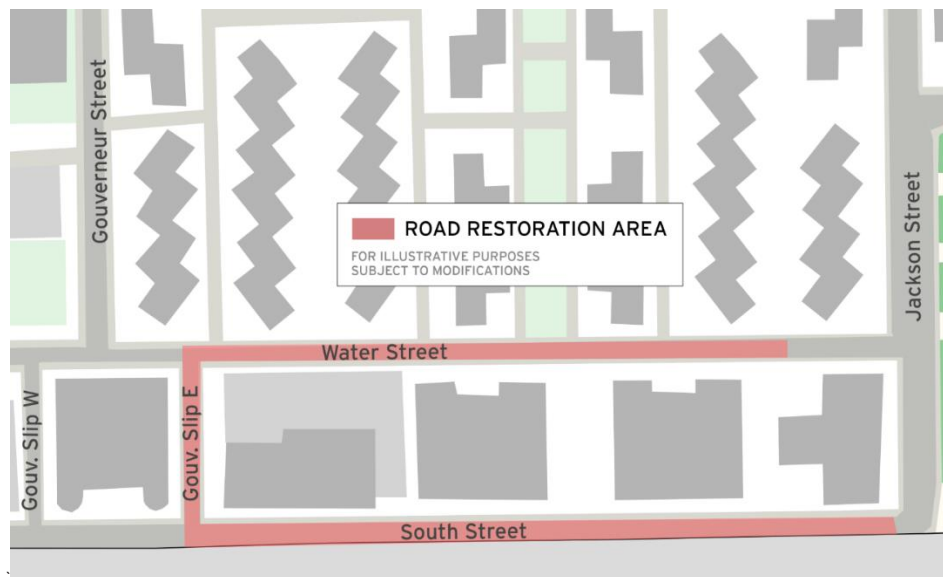 Gouverneur Street
ROAD RESTORATION AREA
FOR ILLUSTRATIVE PURPOSES
SUBJECT TO MODIFICATIONS
Jackson Street
Water Street
Gouv. Slip W
Gouv. Slip E
South Street